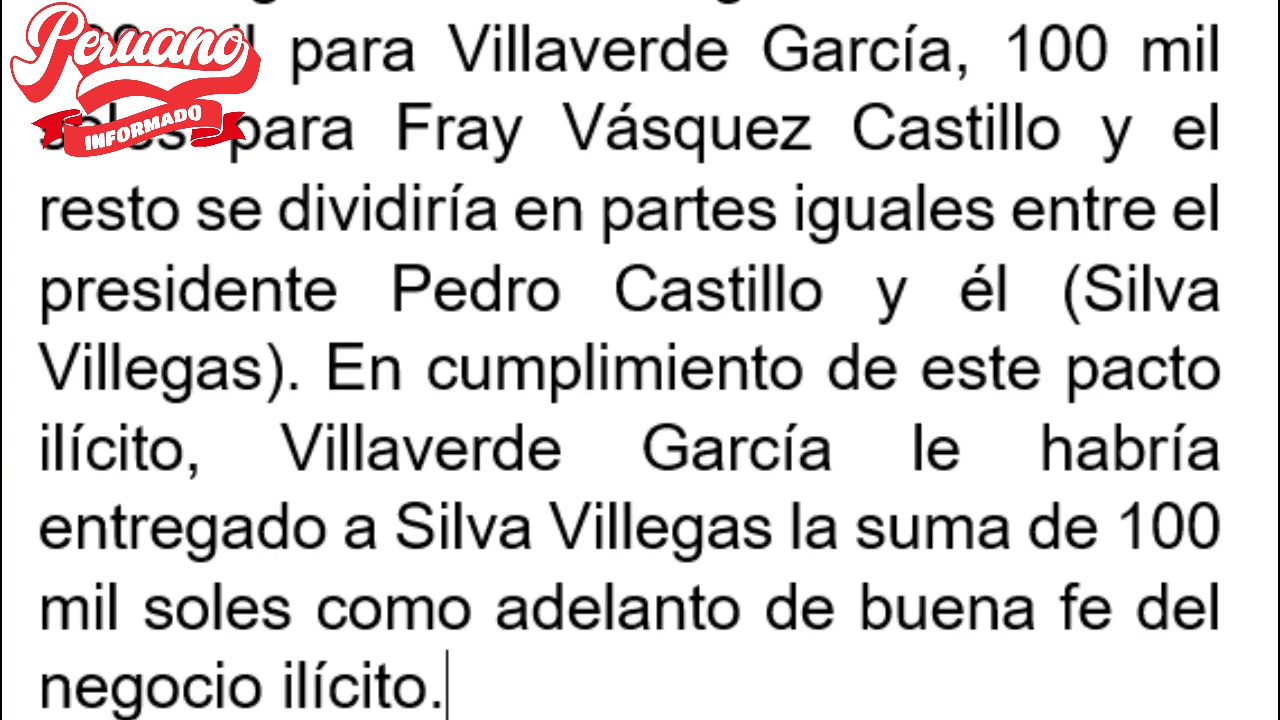 Peruano
INFORMADO
para Villaverde García, 100 mil
para Fray Vásquez Castillo y el
resto se dividiría en partes iguales entre el
presidente Pedro Castillo y él (Silva
Villegas). En cumplimiento de este pacto
ilícito, Villaverde García le habría
entregado a Silva Villegas la suma de 100
mil soles como adelanto de buena fe del
negocio ilícito.